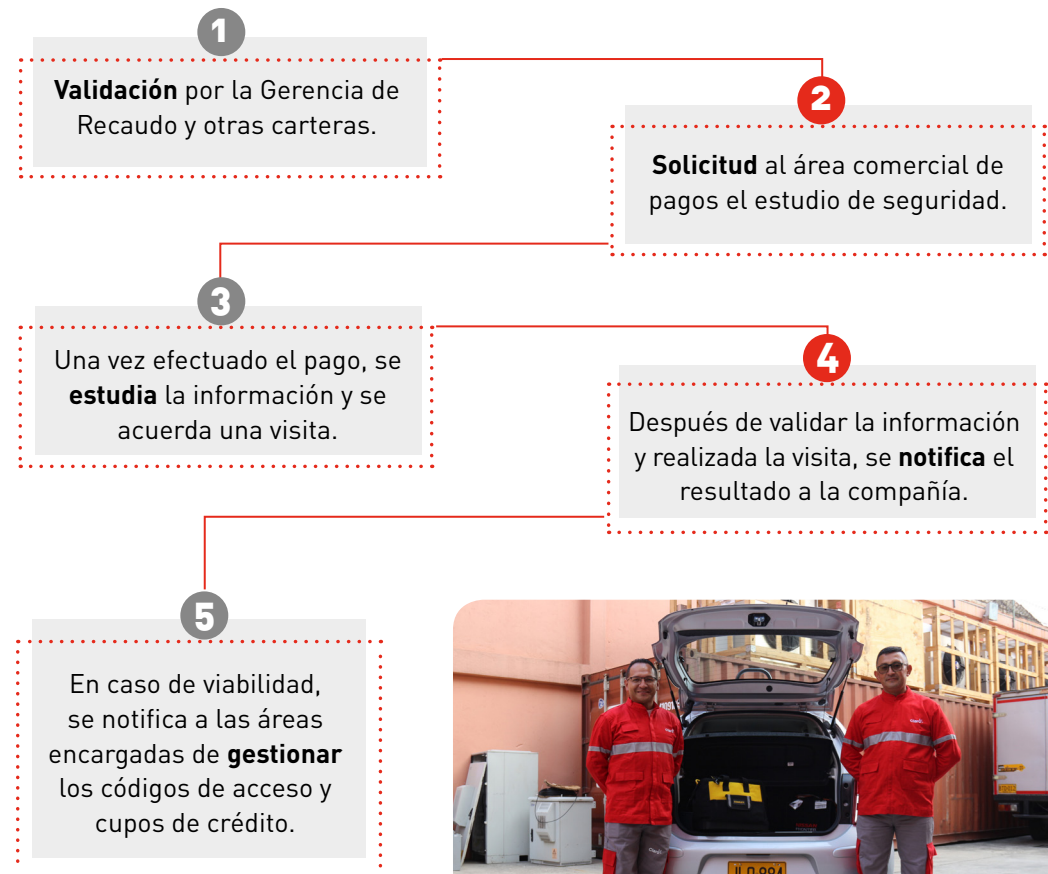 1
Validación por la Gerencia de
Recaudo y otras carteras.
2
Solicitud al área comercial de
pagos el estudio de seguridad.
3
Una vez efectuado el pago, se
estudia la información y se
acuerda una visita.
4
Después de validar la información
y realizada la visita, se notifica el
resultado a la compañía.
5
En caso de viabilidad,
se notifica a las áreas
encargadas de gestionar
los códigos de acceso y
cupos de crédito.
Claro